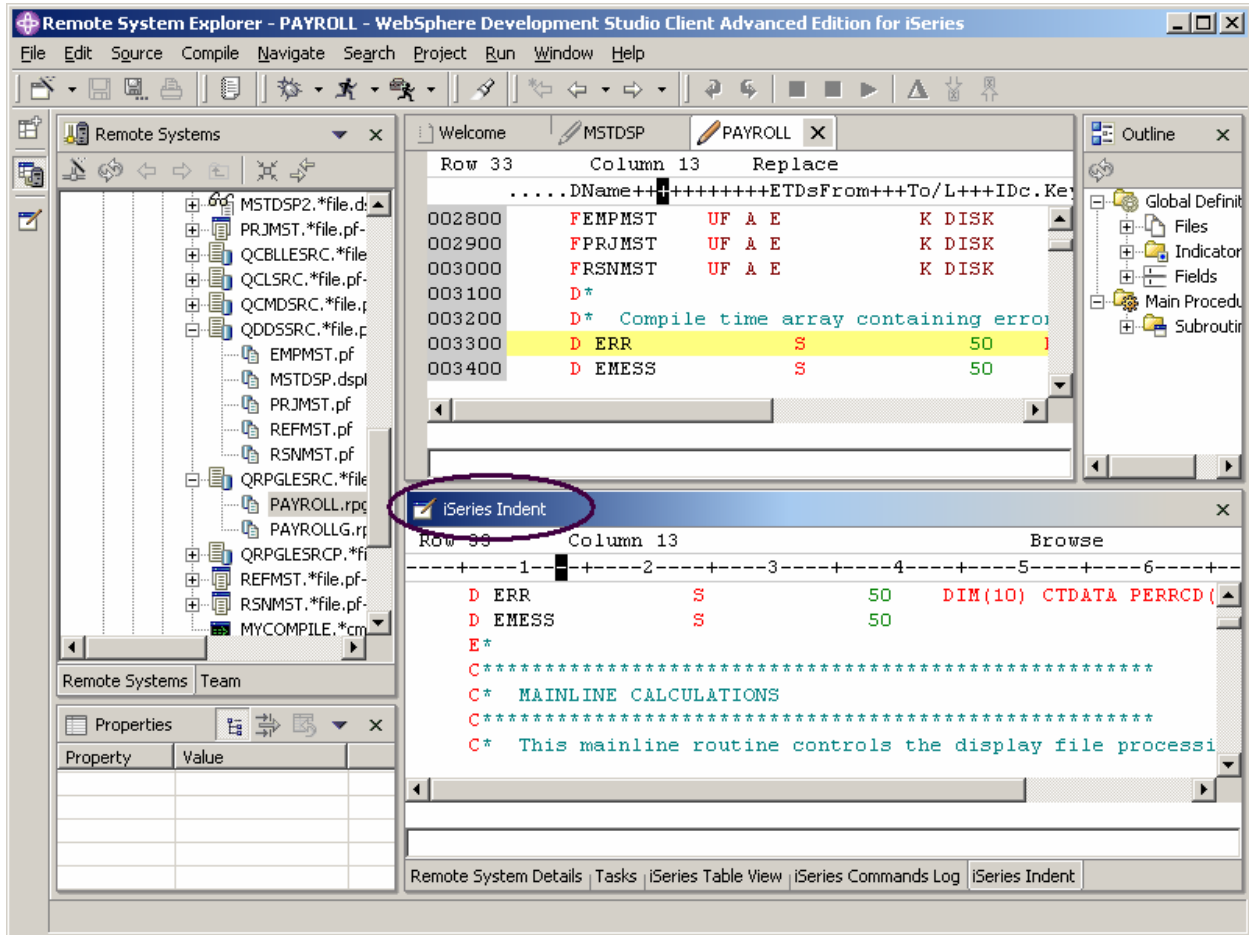 Remote System Explorer - PAYROLL - WebSphere Development Studio Client Advanced Edition for iSeries
File Edit Source Compile Navigate Search Project Run Window Help
Remote Systems
MSTDSP2.*file.ds
PRJMST.*file.pf-
QCBLLESRC.*file
QCLSRC.*file.pf-
QCMDSRC.*file.p
QDDSSRC.*file.p
EMPMST.pf
MSTDSP.dspf
PRJMST.pf
REFMST.pf
RSNMST.pf
QRPGLESRC.*file
PAYROLL.rpg
PAYROLLG.rp
QRPGLESRCP.*fi
REFMST.*file.pf-
RSNMST.*file.pf-
MYCOMPILE.*cm
Remote Systems Team
Properties
Property Value
Welcome MSTDSP PAYROLL
Row 33 Column 13 Replace
.....DName+++++++++++ETDsFrom+++To/L+++IDc.Key
002800 FEMPMST UF A E K DISK
002900 FPRJMST UF A E K DISK
003000 FRSNMST UF A E K DISK
003100 D*
003200 D* Compile time array containing error
003300 D ERR S 50
003400 D EMESS S 50
Outline
Global Definit
Files
Indicator
Fields
Main Procedu
Subroutin
iSeries Indent
Row 33 Column 13 Browse
----+----1----+----2----+----3----+----4----+----5----+----6----+--
D ERR S 50 DIM(10) CTDATA PERRCD(
D EMESS S 50
E*
C******************************************************
C* MAINLINE CALCULATIONS
C******************************************************
C* This mainline routine controls the display file processi
Remote System Details Tasks iSeries Table View iSeries Commands Log iSeries Indent